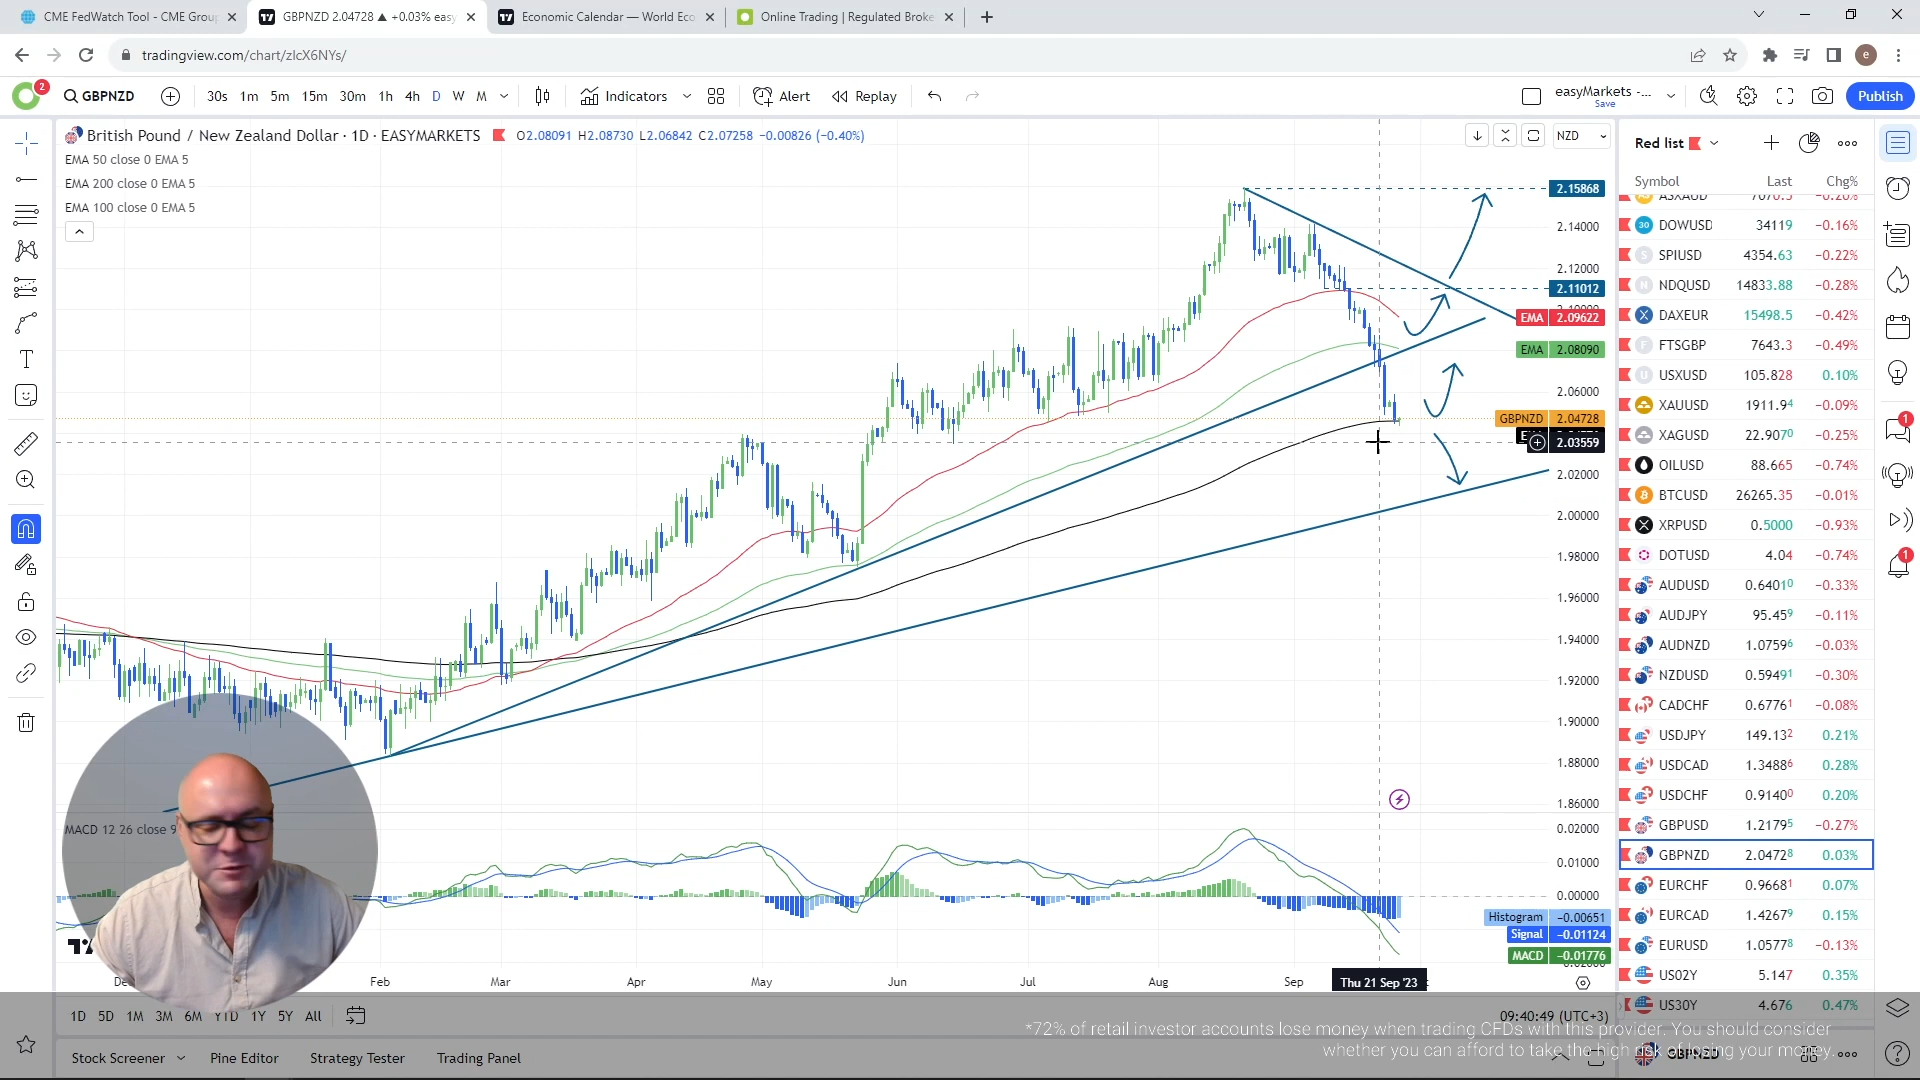 CME FedWatch Tool - CME Group
GBPNZD 2.04728 ▲ +0.03% easy
Economic Calendar — World Eco
Online Trading | Regulated Broke
tradingview.com/chart/zIcX6NYs/
e
2
GBPNZD
30s 1m 5m 15m 30m 1h 4h D W M
Indicators
Alert
Replay
easyMarkets -...
Save
Publish
British Pound / New Zealand Dollar · 1D · EASYMARKETS
O2.08091 H2.08730 L2.06842 C2.07258 −0.00826 (−0.40%)
NZD
EMA 50 close 0 EMA 5
EMA 200 close 0 EMA 5
EMA 100 close 0 EMA 5
2.15868
2.14000
2.12000
2.11012
EMA 2.09622
EMA 2.08090
2.06000
GBPNZD 2.04728
2.03559
2.02000
2.00000
1.98000
1.96000
1.94000
1.92000
1.90000
1.88000
1.86000
MACD 12 26 close 9
0.02000
0.01000
0.00000
Histogram −0.00651
Signal −0.01124
MACD −0.01776
Feb Mar Apr May Jun Jul Aug Sep Thu 21 Sep '23
Red list
Symbol Last Chg%
DOWUSD 34119 −0.16%
SPIUSD 4354.63 −0.22%
NDQUSD 14833.88 −0.28%
DAXEUR 15498.5 −0.42%
FTSGBP 7643.3 −0.49%
USXUSD 105.828 0.10%
XAUUSD 1911.94 −0.09%
XAGUSD 22.9070 −0.25%
OILUSD 88.665 −0.74%
BTCUSD 26265.35 −0.01%
XRPUSD 0.5000 −0.93%
DOTUSD 4.04 −0.74%
AUDUSD 0.64010 −0.33%
AUDJPY 95.459 −0.11%
AUDNZD 1.07596 −0.03%
NZDUSD 0.59491 −0.30%
CADCHF 0.67761 −0.08%
USDJPY 149.132 0.21%
USDCAD 1.34886 0.28%
USDCHF 0.91400 0.20%
GBPUSD 1.21795 −0.27%
GBPNZD 2.04728 0.03%
EURCHF 0.96681 0.07%
EURCAD 1.42679 0.15%
EURUSD 1.05778 −0.13%
US02Y 5.147 0.35%
US30Y 4.676 0.47%
1
1
1D 5D 1M 3M 6M YTD 1Y 5Y All
09:40:49 (UTC+3)
*72% of retail investor accounts lose money when trading CFDs with this provider. You should consider
whether you can afford to take the high risk of losing your money.
Stock Screener Pine Editor Strategy Tester Trading Panel
GBPNZD